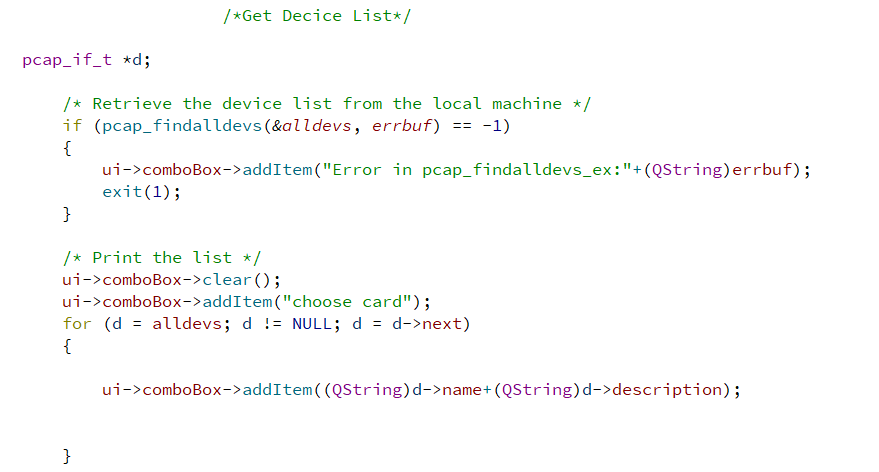 /*Get Decice List*/
pcap_if_t *d;
/* Retrieve the device list from the local machine */
if (pcap_findalldevs(&alldevs, errbuf) == -1)
{
ui->comboBox->addItem("Error in pcap_findalldevs_ex:"+(QString)errbuf);
exit(1);
}
/* Print the list */
ui->comboBox->clear();
ui->comboBox->addItem("choose card");
for (d = alldevs; d != NULL; d = d->next)
{
ui->comboBox->addItem((QString)d->name+(QString)d->description);
}